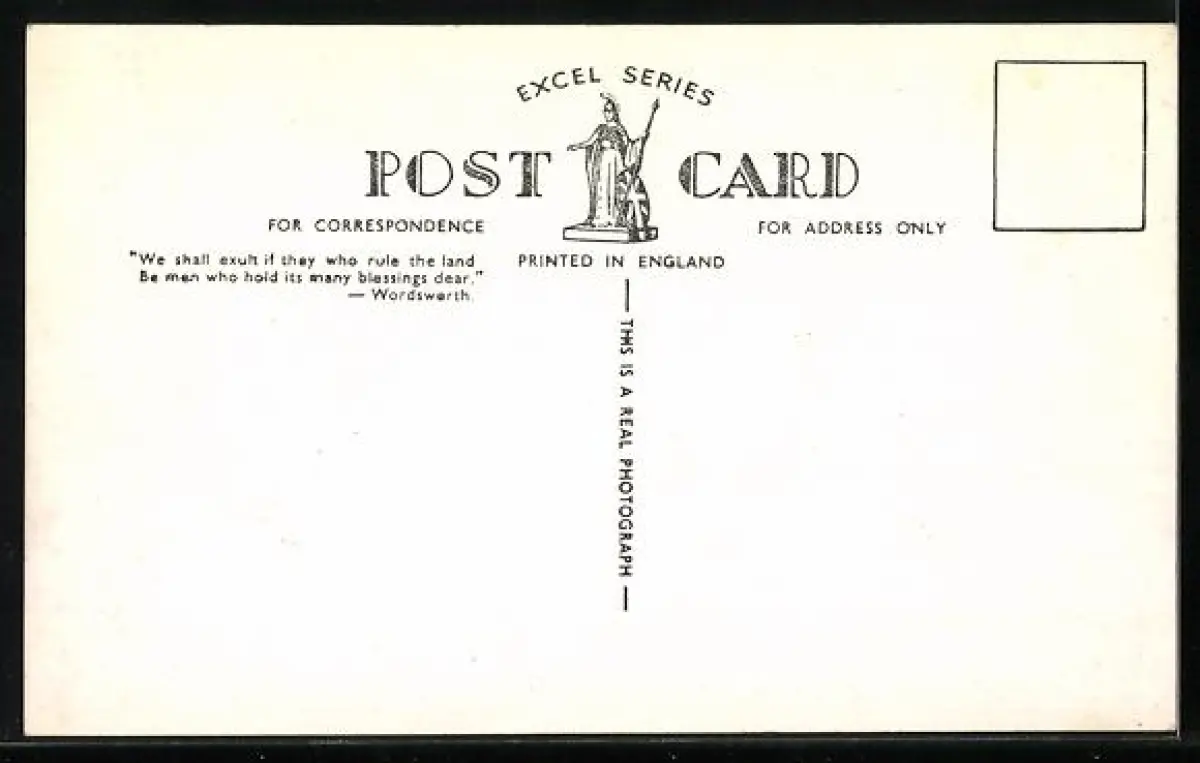 EXCEL SERIES
POST CARD
FOR CORRESPONDENCE
FOR ADDRESS ONLY
"We shall exult if they who rule the land
Be men who hold its many blessings dear."
— Wordsworth.
PRINTED IN ENGLAND
— THIS IS A REAL PHOTOGRAPH —